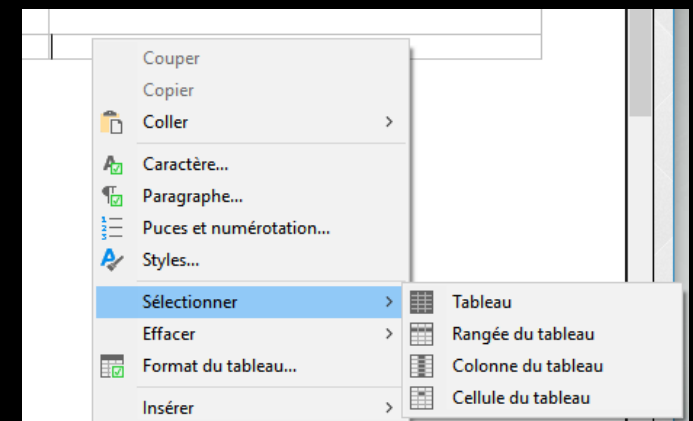 Couper
Copier
Coller
Caractère...
Paragraphe...
Puces et numérotation...
Styles...
Sélectionner
Tableau
Effacer
Rangée du tableau
Format du tableau...
Colonne du tableau
Cellule du tableau
Insérer